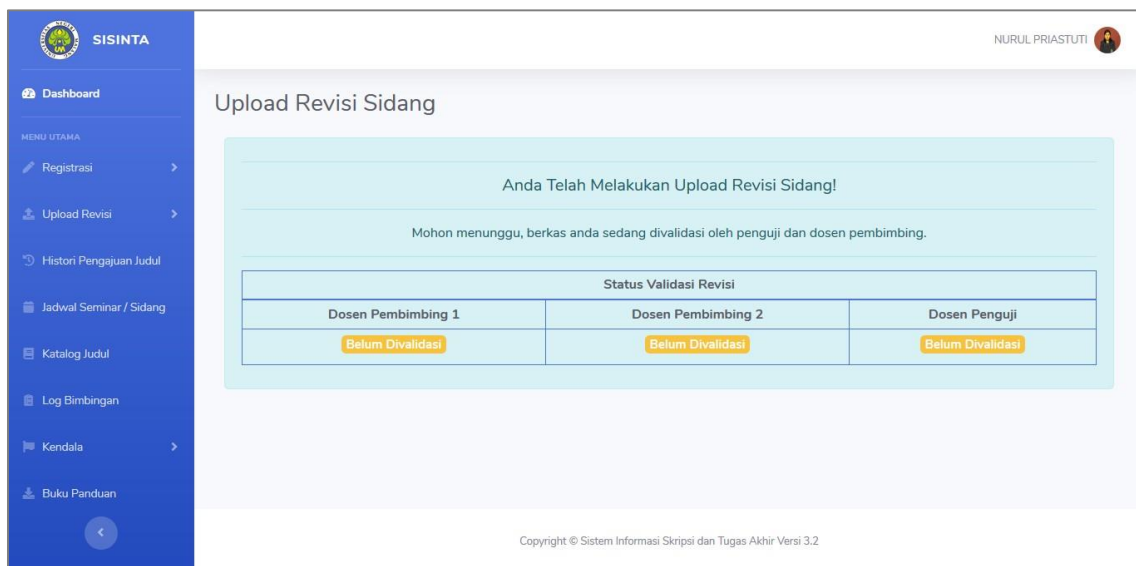 SISINTA
NURUL PRIASTUTI
Dashboard
MENU UTAMA
Registrasi
Upload Revisi
Histori Pengajuan Judul
Jadwal Seminar / Sidang
Katalog Judul
Log Bimbingan
Kendala
Buku Panduan
Upload Revisi Sidang
Anda Telah Melakukan Upload Revisi Sidang!
Mohon menunggu, berkas anda sedang divalidasi oleh penguji dan dosen pembimbing.
Status Validasi Revisi
Dosen Pembimbing 1 Dosen Pembimbing 2 Dosen Penguji
Belum Divalidasi Belum Divalidasi Belum Divalidasi
Copyright © Sistem Informasi Skripsi dan Tugas Akhir Versi 3.2